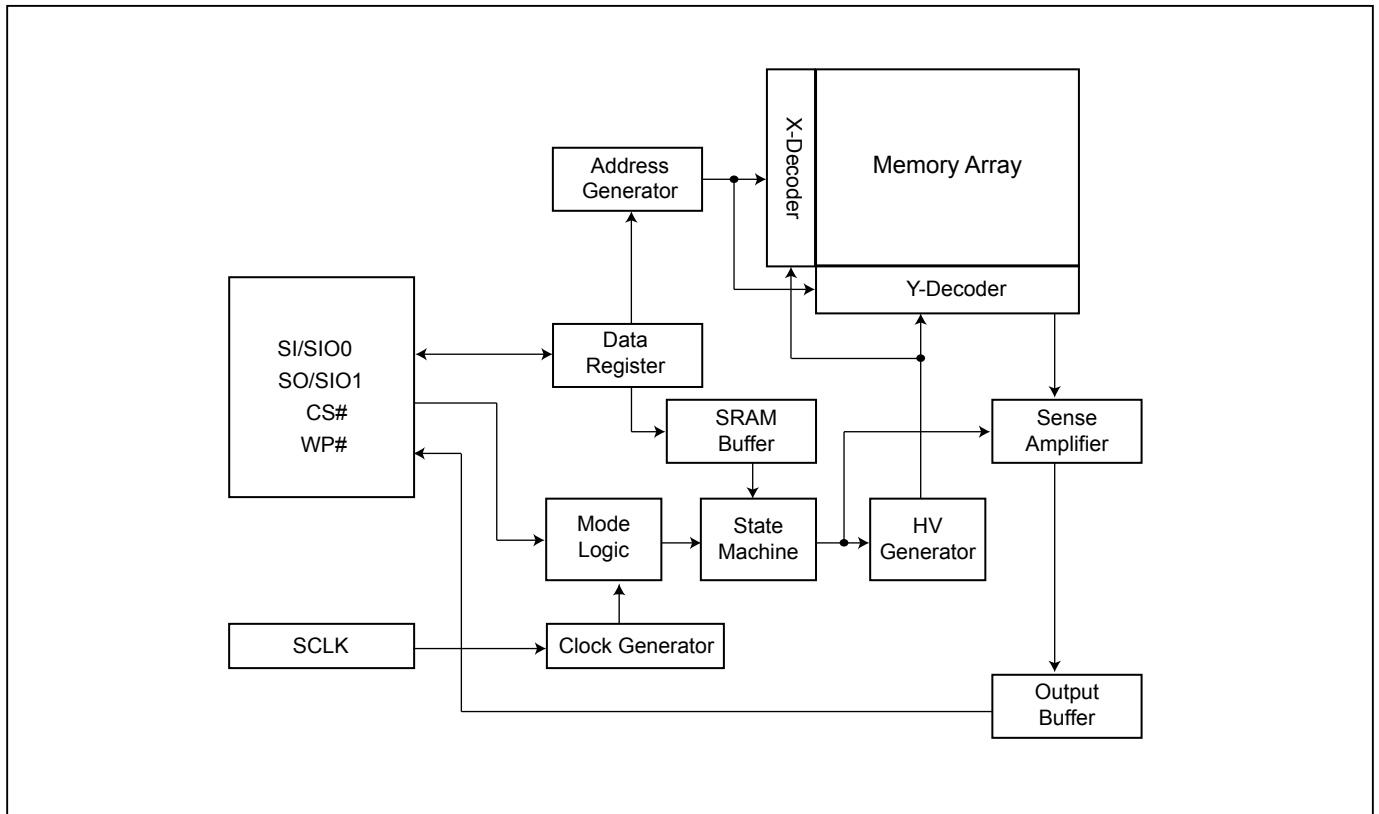 X-Decoder
Memory Array
Address
Generator
Y-Decoder
SI/SIO0
SO/SIO1
CS#
WP#
Data
Register
SRAM
Buffer
Sense
Amplifier
Mode
Logic
State
Machine
HV
Generator
SCLK
Clock Generator
Output
Buffer